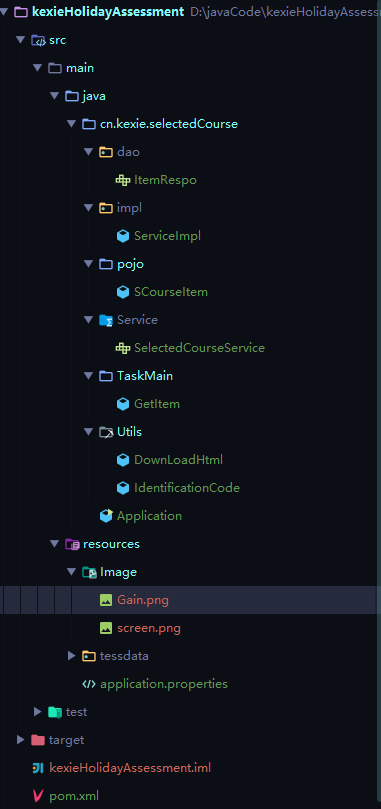 kexieHolidayAssessment D:\javaCode\kexieHolidayAssess
src
main
java
cn.kexie.selectedCourse
dao
ItemRespo
impl
ServiceImpl
pojo
SCourseItem
Service
SelectedCourseService
TaskMain
GetItem
Utils
DownLoadHtml
IdentificationCode
Application
resources
Image
Gain.png
screen.png
tessdata
application.properties
test
target
kexieHolidayAssessment.iml
pom.xml